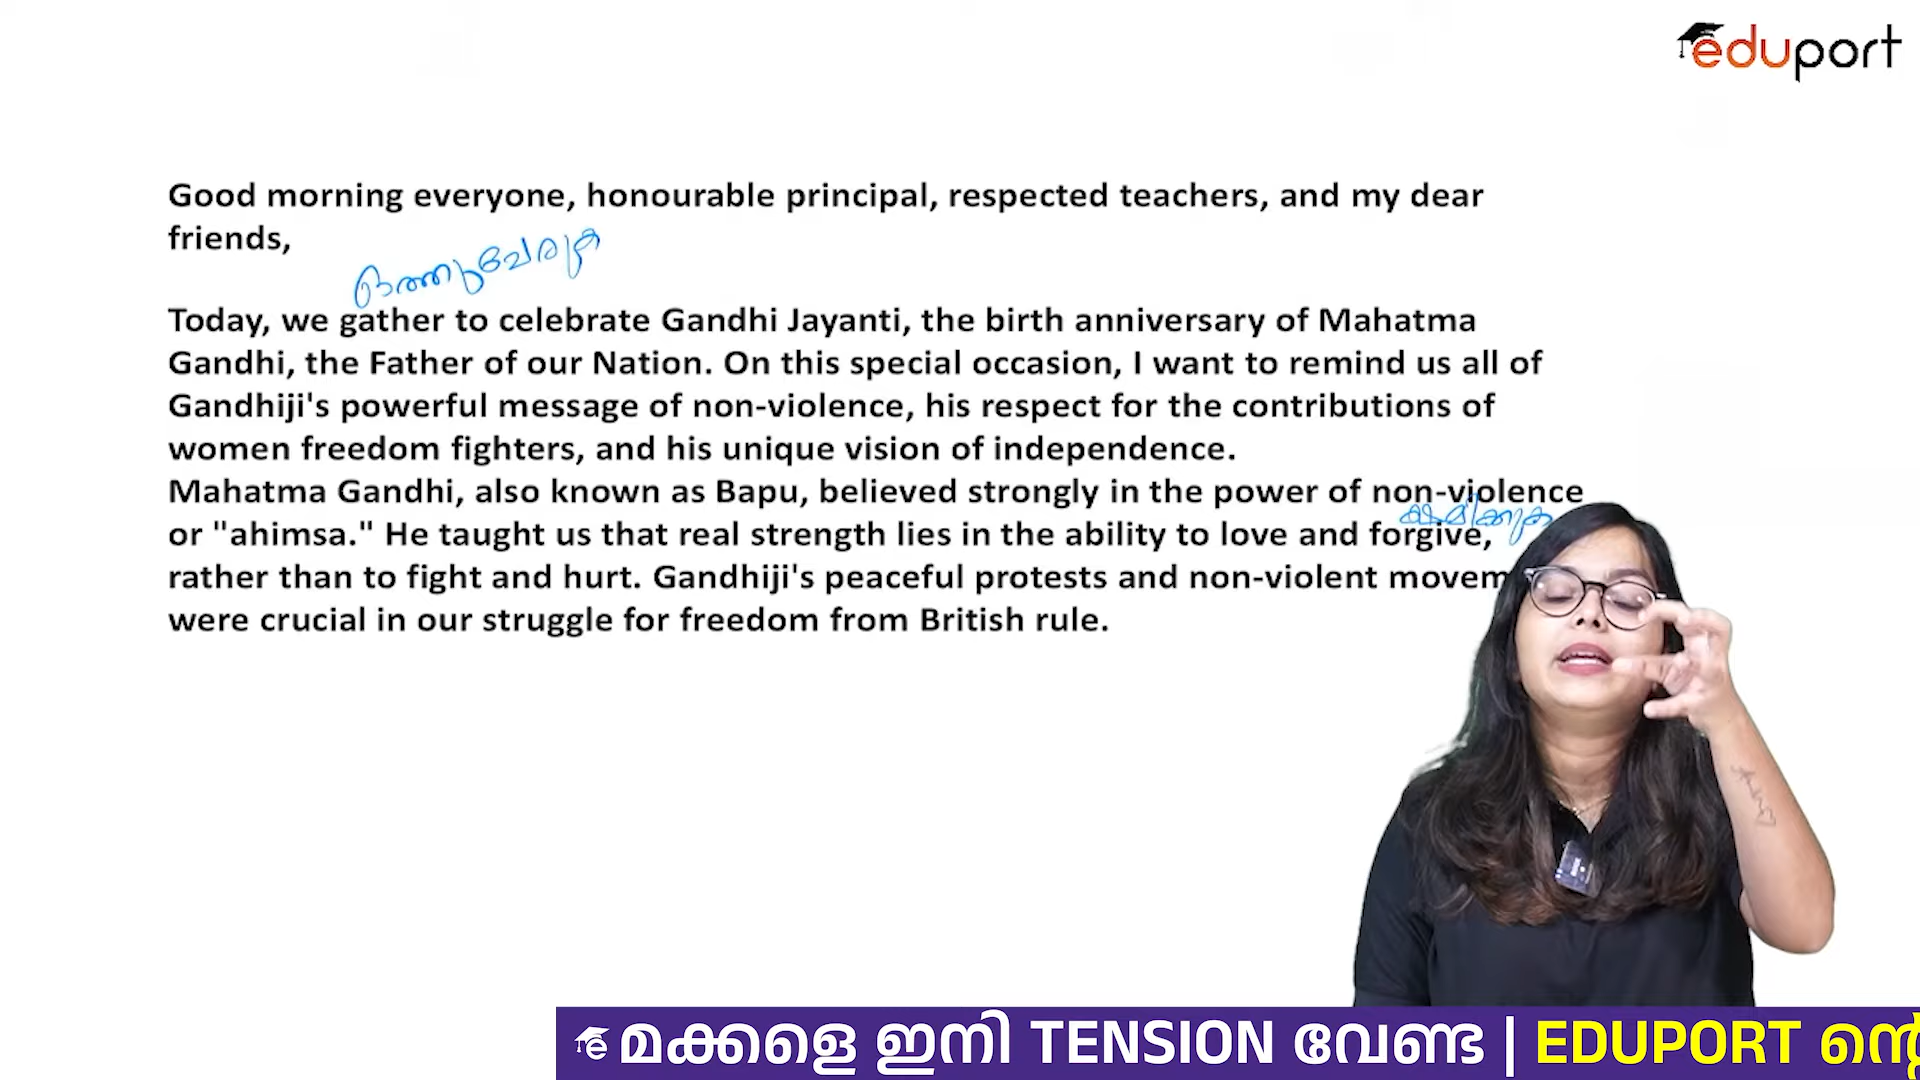 eduport
Good morning everyone, honourable principal, respected teachers, and my dear
friends,
ഒത്തുചേരുക
Today, we gather to celebrate Gandhi Jayanti, the birth anniversary of Mahatma
Gandhi, the Father of our Nation. On this special occasion, I want to remind us all of
Gandhiji's powerful message of non-violence, his respect for the contributions of
women freedom fighters, and his unique vision of independence.
Mahatma Gandhi, also known as Bapu, believed strongly in the power of non-violence
ക്ഷമിക്കുക
or "ahimsa." He taught us that real strength lies in the ability to love and forgive,
rather than to fight and hurt. Gandhiji's peaceful protests and non-violent movem
were crucial in our struggle for freedom from British rule.
മക്കളെ ഇനി TENSION വേണ്ട | EDUPORT ന്റെ